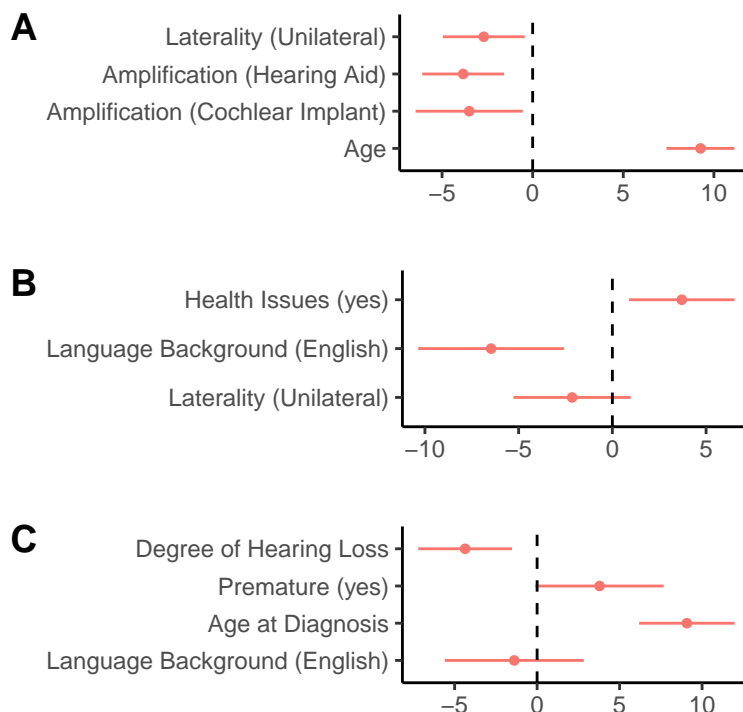 A
Laterality (Unilateral)
Amplification (Hearing Aid)
Amplification (Cochlear Implant)
Age
−5 0 5 10
B
Health Issues (yes)
Language Background (English)
Laterality (Unilateral)
−10 −5 0 5
C
Degree of Hearing Loss
Premature (yes)
Age at Diagnosis
Language Background (English)
−5 0 5 10